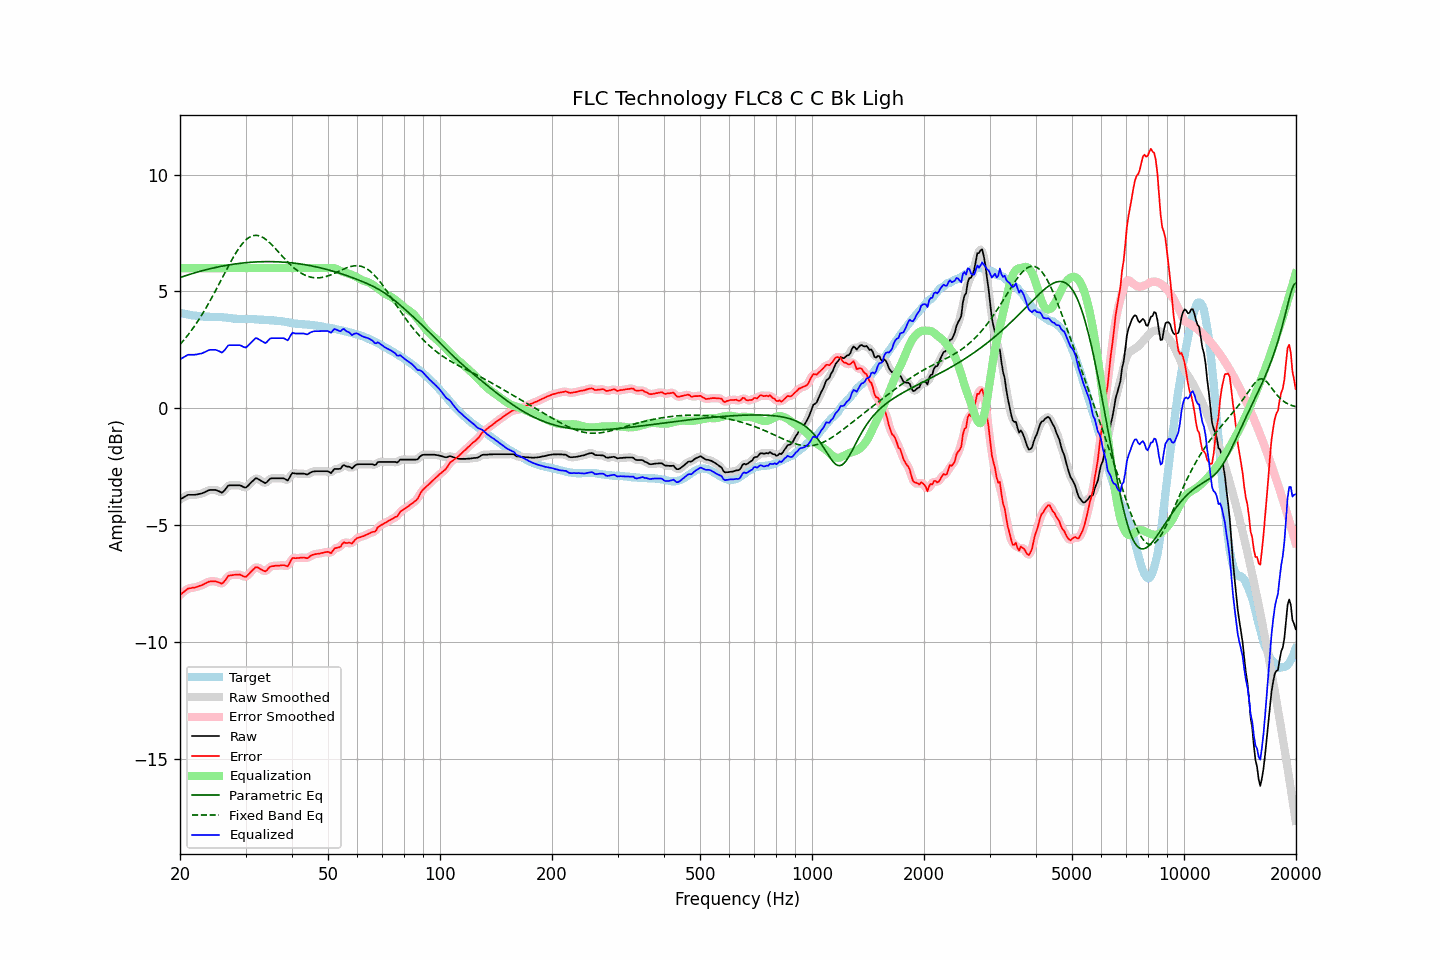 FLC Technology FLC8 C C Bk Ligh
Amplitude (dBr)
10
5
0
−5
−10
−15
Target
Raw Smoothed
Error Smoothed
Raw
Error
Equalization
Parametric Eq
Fixed Band Eq
Equalized
20 50 100 200 500 1000 2000 5000 10000 20000
Frequency (Hz)